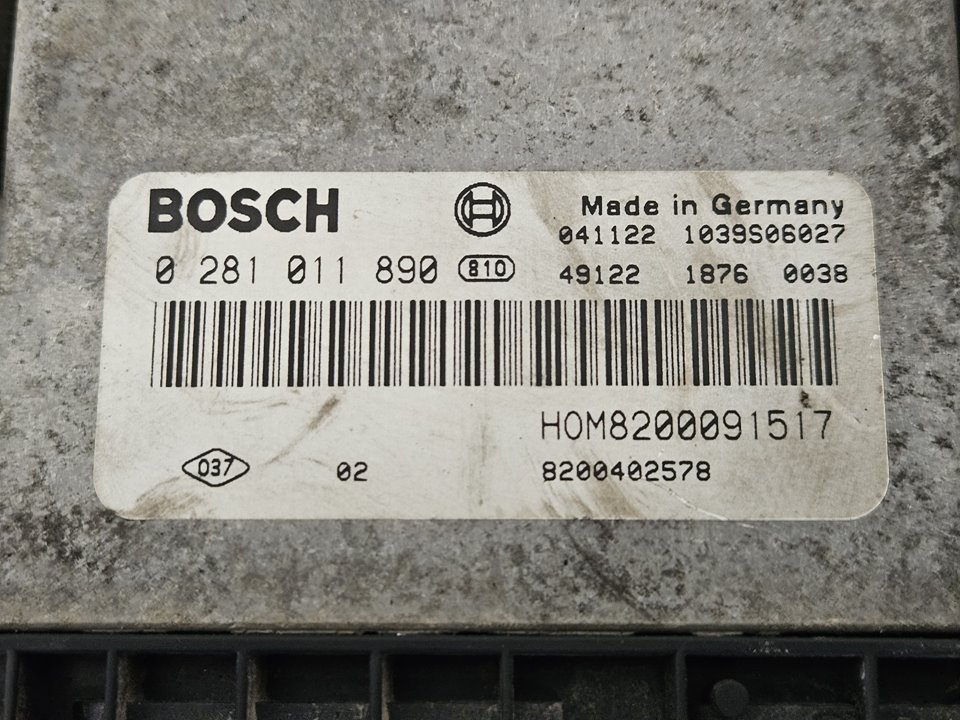 BOSCH
Made in Germany
041122 1039S06027
0 281 011 890 810
49122 1876 0038
HOM8200091517
037 02 8200402578